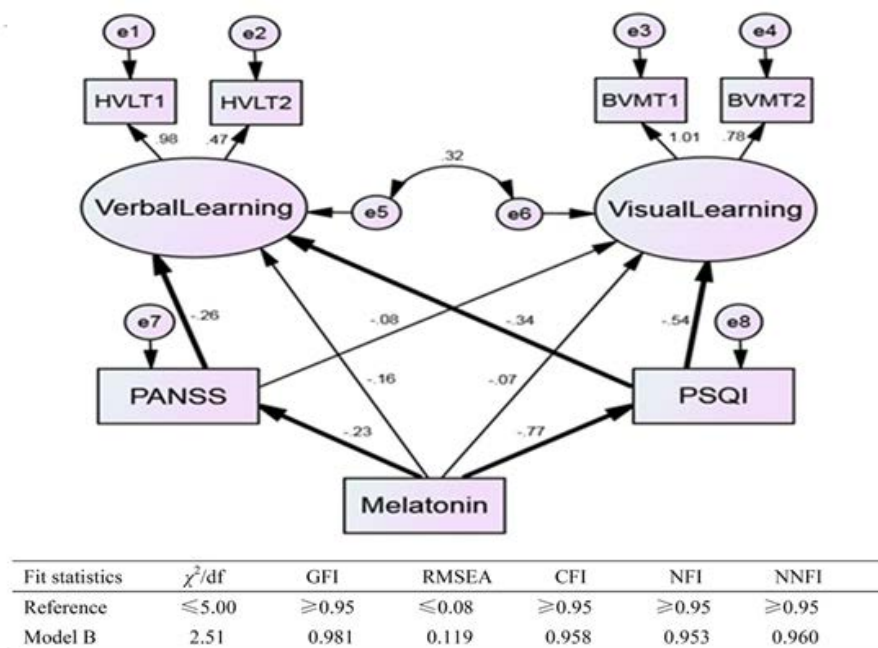 e1 e2 e3 e4
HVLT1 HVLT2 BVMT1 BVMT2
.98 .47 1.01 .78
.32
VerbalLearning e5 e6 VisualLearning
e7 -.26 -.08 -.34 -.54 e8
PANSS -.16 -.07 PSQI
-.23 -.77
Melatonin
Fit statistics χ²/df GFI RMSEA CFI NFI NNFI
Reference ≤5.00 ≥0.95 ≤0.08 ≥0.95 ≥0.95 ≥0.95
Model B 2.51 0.981 0.119 0.958 0.953 0.960